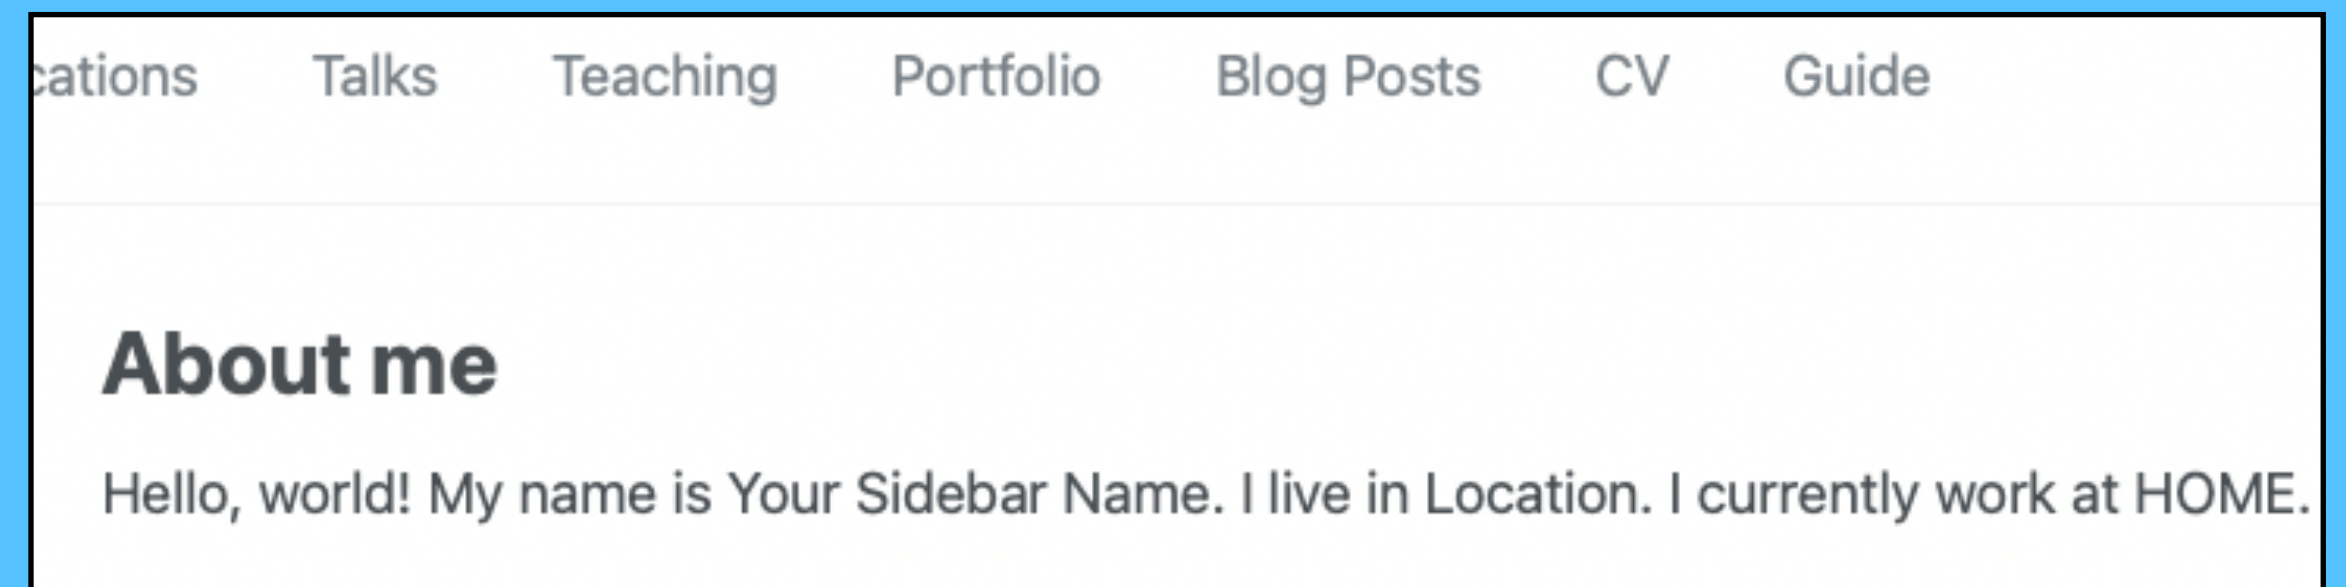 cations Talks Teaching Portfolio Blog Posts CV Guide
About me
Hello, world! My name is Your Sidebar Name. I live in Location. I currently work at HOME.